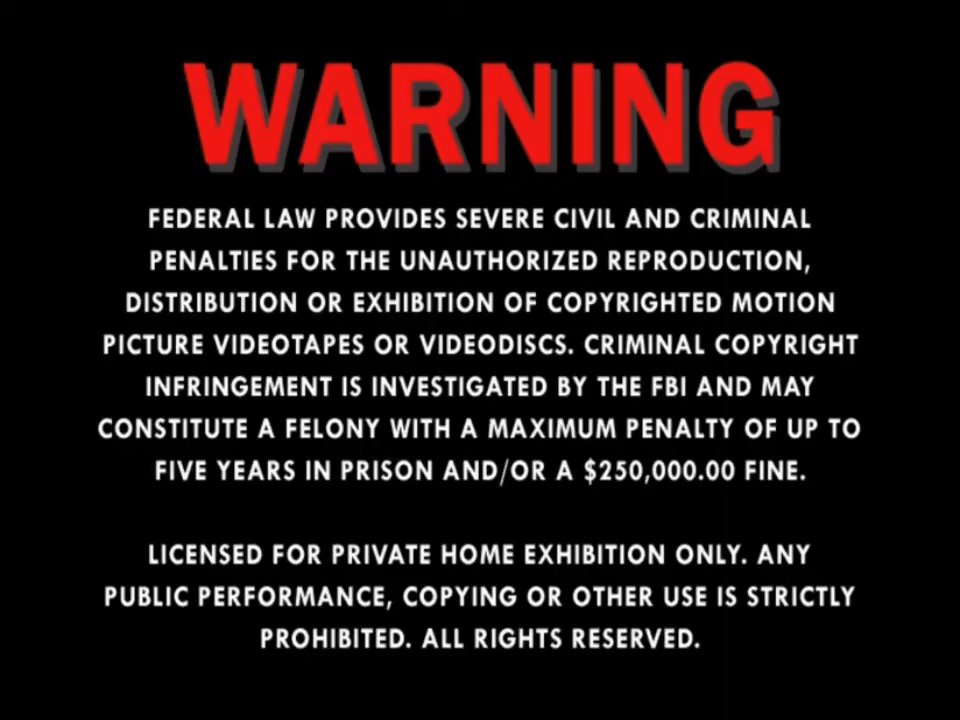 WARNING
FEDERAL LAW PROVIDES SEVERE CIVIL AND CRIMINAL
PENALTIES FOR THE UNAUTHORIZED REPRODUCTION,
DISTRIBUTION OR EXHIBITION OF COPYRIGHTED MOTION
PICTURE VIDEOTAPES OR VIDEODISCS. CRIMINAL COPYRIGHT
INFRINGEMENT IS INVESTIGATED BY THE FBI AND MAY
CONSTITUTE A FELONY WITH A MAXIMUM PENALTY OF UP TO
FIVE YEARS IN PRISON AND/OR A $250,000.00 FINE.
LICENSED FOR PRIVATE HOME EXHIBITION ONLY. ANY
PUBLIC PERFORMANCE, COPYING OR OTHER USE IS STRICTLY
PROHIBITED. ALL RIGHTS RESERVED.